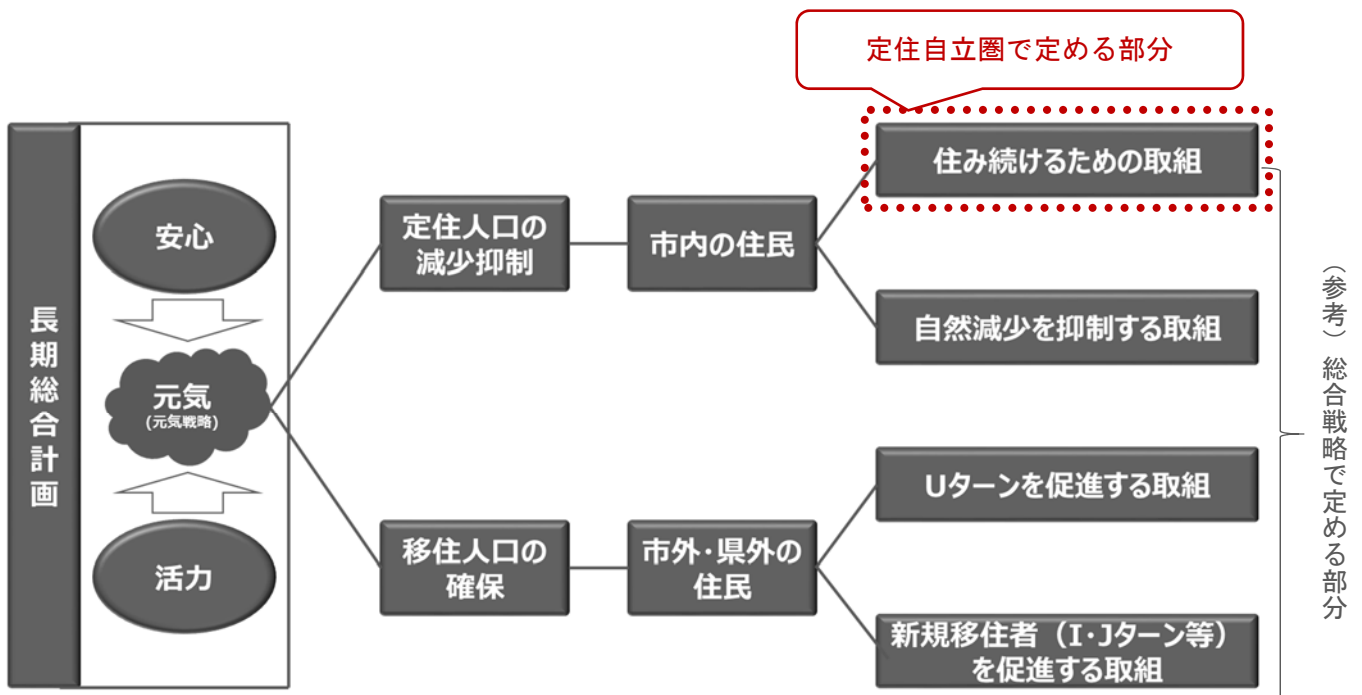 定住自立圏で定める部分
長期総合計画
安心
元気
(元気戦略)
活力
定住人口の
減少抑制
市内の住民
住み続けるための取組
自然減少を抑制する取組
移住人口の
確保
市外・県外の
住民
Uターンを促進する取組
新規移住者（I・Jターン等）
を促進する取組
（参考）総合戦略で定める部分